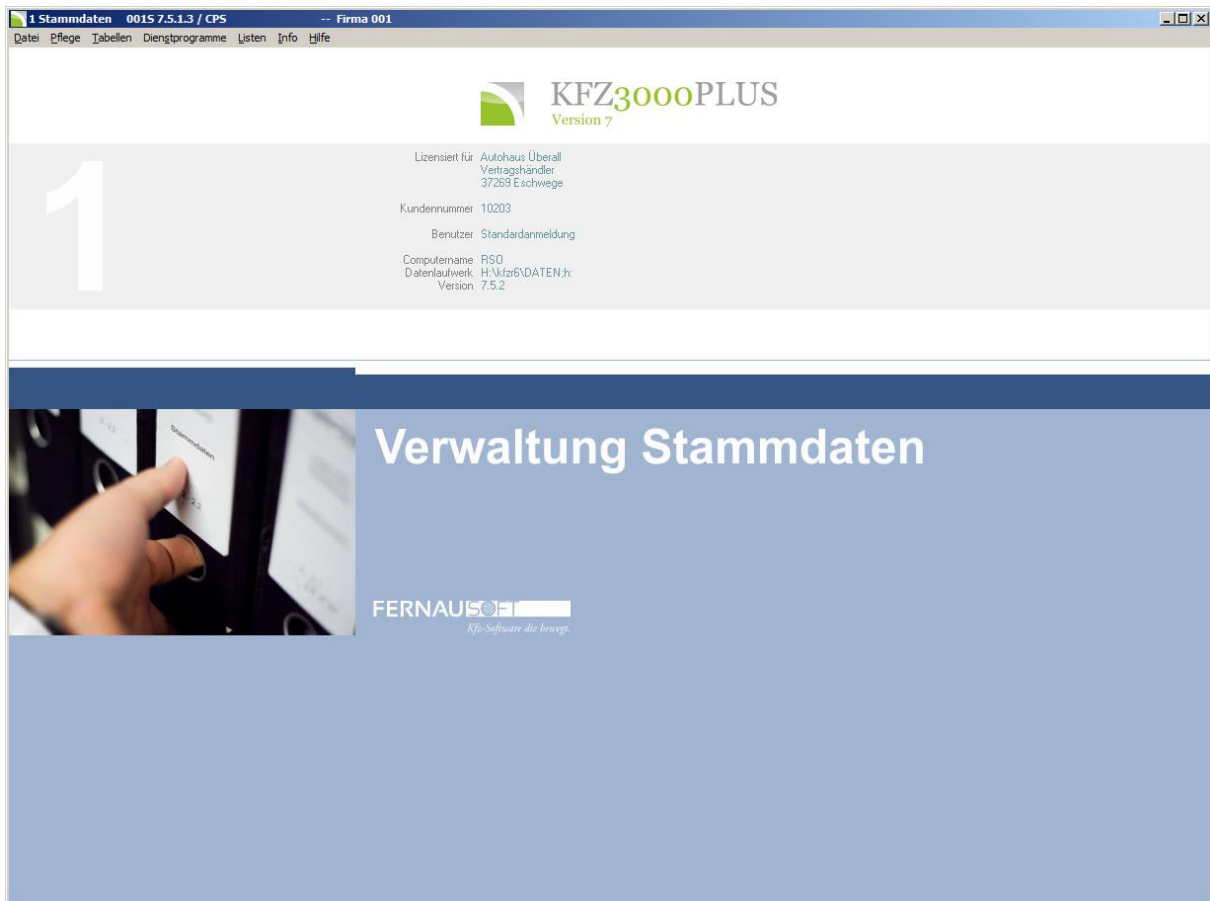 1 Stammdaten 001S 7.5.1.3 / CPS -- Firma 001
Datei Pflege Tabellen Dienstprogramme Listen Info Hilfe
KFZ3000PLUS
Version 7
1
Lizensiert für Autohaus Überall
Vertragshändler
37269 Eschwege
Kundennummer 10203
Benutzer Standardanmeldung
Computername RSO
Datenlaufwerk H:\kfzr6\DATEN;h:
Version 7.5.2
Verwaltung Stammdaten
Stammdaten
FERNAUSOFT
Kfz-Software die bewegt.